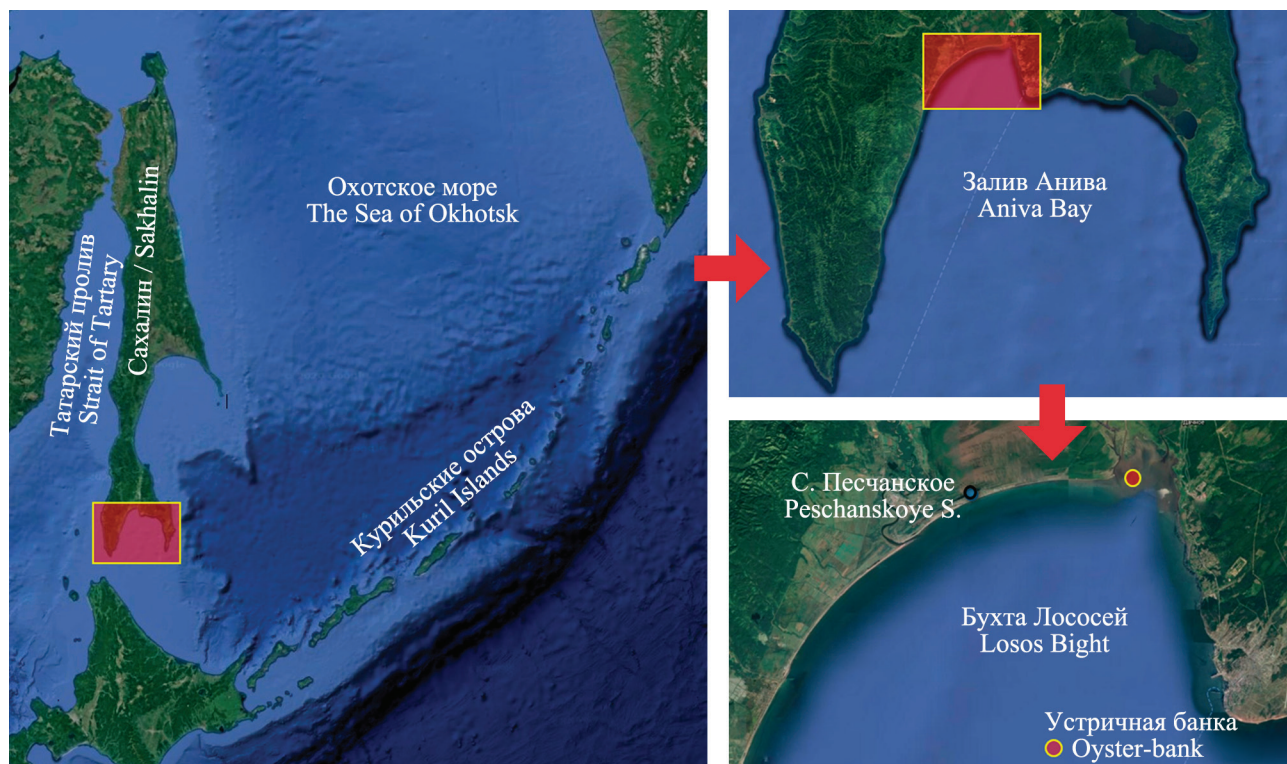 Охотское море
The Sea of Okhotsk
Татарский пролив
Strait of Tartary
Сахалин / Sakhalin
Курильские острова
Kuril Islands
Залив Анива
Aniva Bay
С. Песчанское
Peschanskoye S.
Бухта Лососей
Losos Bight
Устричная банка
Oyster-bank